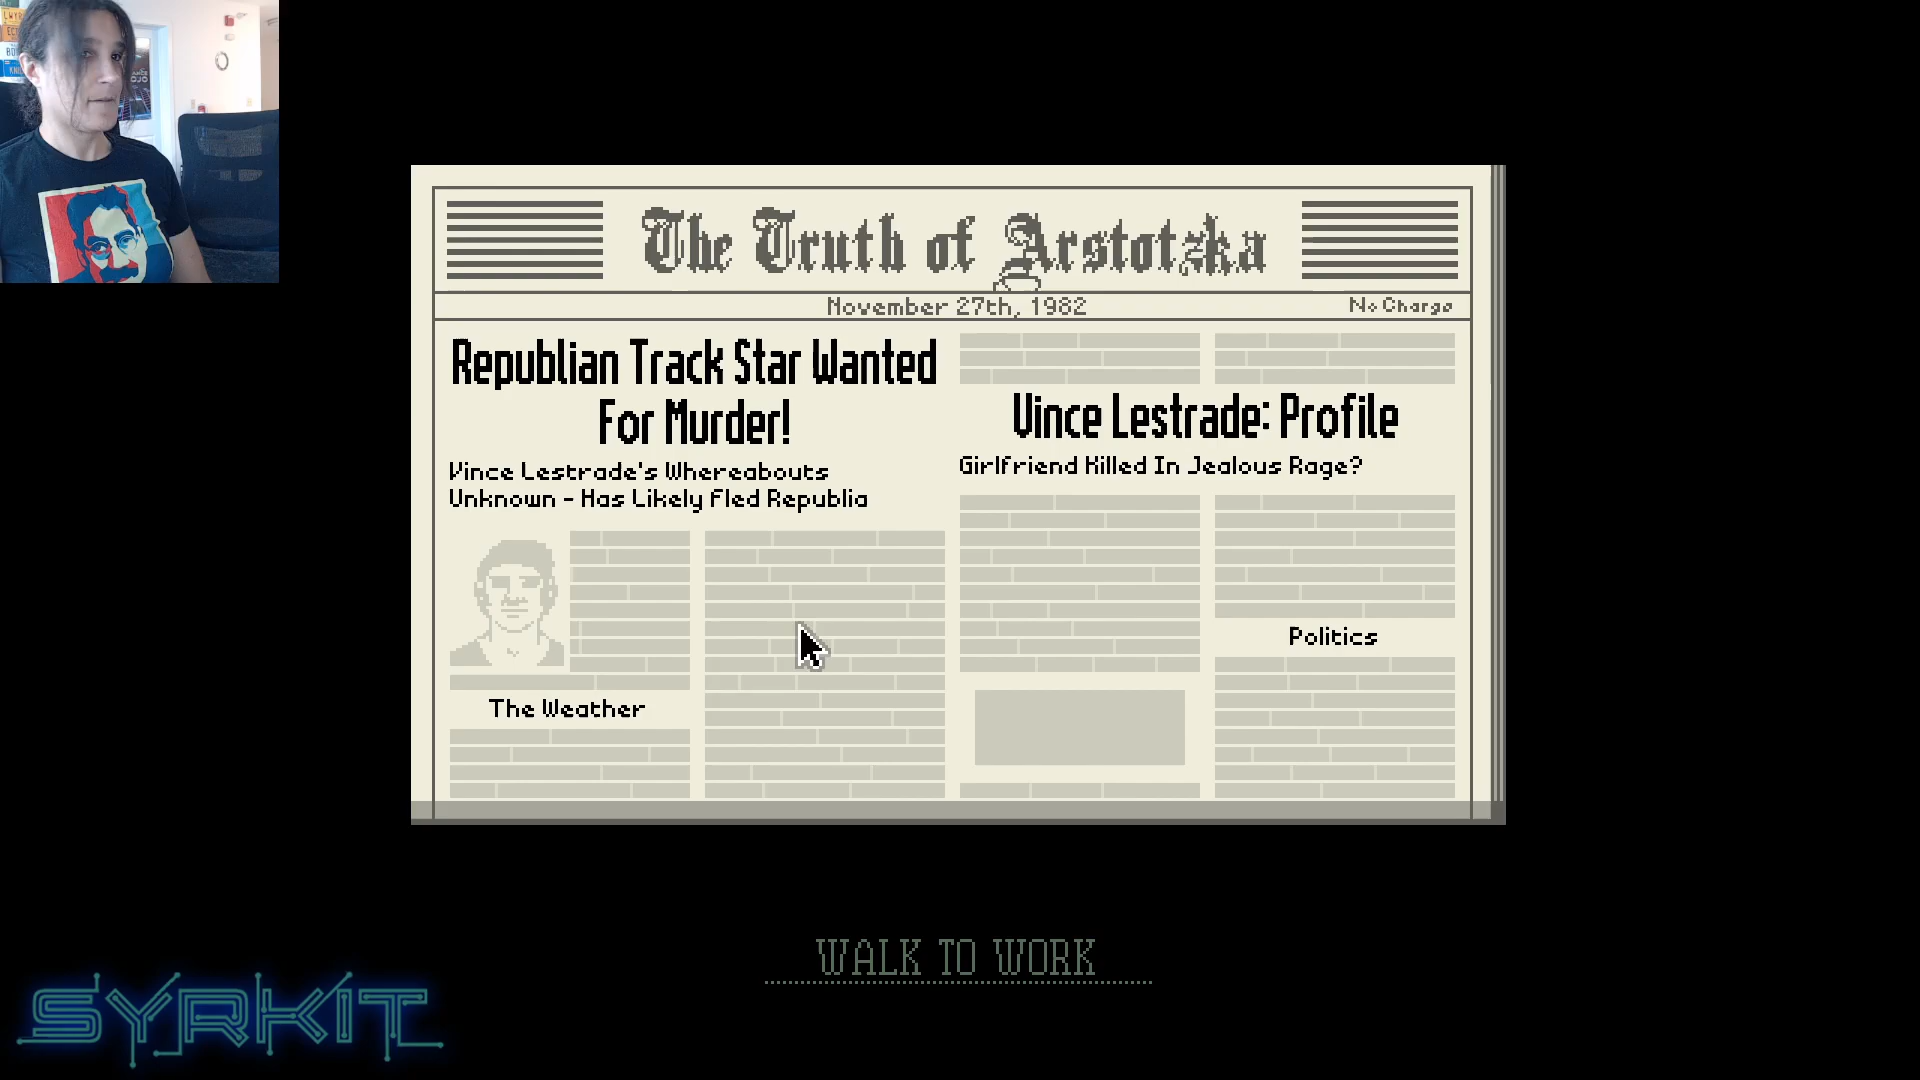 The Truth of Arstotzka
November 27th, 1982
No Charge
Republian Track Star Wanted
For Murder!
Vince Lestrade's Whereabouts
Unknown - Has Likely Fled Republia
The Weather
Vince Lestrade: Profile
Girlfriend Killed In Jealous Rage?
Politics
WALK TO WORK
SYRKIT